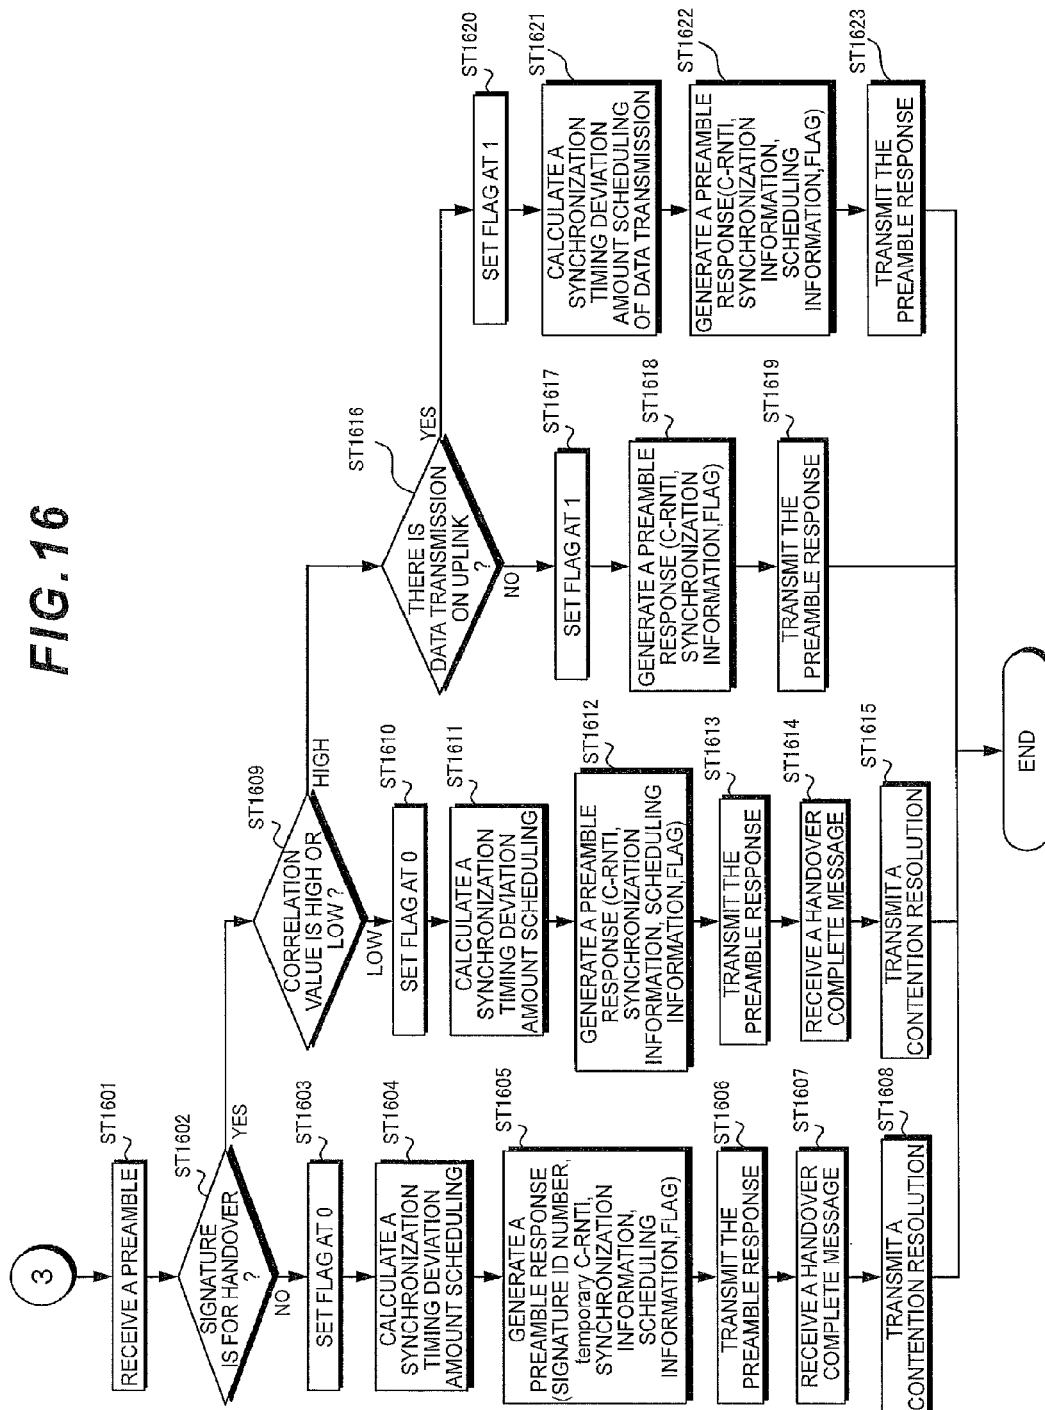 FIG.16
3
RECEIVE A PREAMBLE
ST1601
SIGNATURE
IS FOR HANDOVER
?
ST1602
YES
NO
SET FLAG AT 0
ST1603
CALCULATE A
SYNCHRONIZATION
TIMING DEVIATION
AMOUNT SCHEDULING
ST1604
GENERATE A
PREAMBLE RESPONSE
(SIGNATURE ID NUMBER,
temporary C-RNTI,
SYNCHRONIZATION
INFORMATION,
SCHEDULING
INFORMATION,FLAG)
ST1605
TRANSMIT THE
PREAMBLE RESPONSE
ST1606
RECEIVE A HANDOVER
COMPLETE MESSAGE
ST1607
TRANSMIT A
CONTENTION RESOLUTION
ST1608
CORRELATION
VALUE IS HIGH OR
LOW ?
ST1609
HIGH
LOW
SET FLAG AT 0
ST1610
CALCULATE A
SYNCHRONIZATION
TIMING DEVIATION
AMOUNT SCHEDULING
ST1611
GENERATE A PREAMBLE
RESPONSE (C-RNTI,
SYNCHRONIZATION
INFORMATION, SCHEDULING
INFORMATION,FLAG)
ST1612
TRANSMIT THE
PREAMBLE RESPONSE
ST1613
RECEIVE A HANDOVER
COMPLETE MESSAGE
ST1614
TRANSMIT A
CONTENTION RESOLUTION
ST1615
THERE IS
DATA TRANSMISSION
ON UPLINK
?
ST1616
YES
NO
SET FLAG AT 1
ST1617
GENERATE A PREAMBLE
RESPONSE (C-RNTI,
SYNCHRONIZATION
INFORMATION,FLAG)
ST1618
TRANSMIT THE
PREAMBLE RESPONSE
ST1619
SET FLAG AT 1
ST1620
CALCULATE A
SYNCHRONIZATION
TIMING DEVIATION
AMOUNT SCHEDULING
OF DATA TRANSMISSION
ST1621
GENERATE A PREAMBLE
RESPONSE(C-RNTI,
SYNCHRONIZATION
INFORMATION,
SCHEDULING
INFORMATION,FLAG)
ST1622
TRANSMIT THE
PREAMBLE RESPONSE
ST1623
END